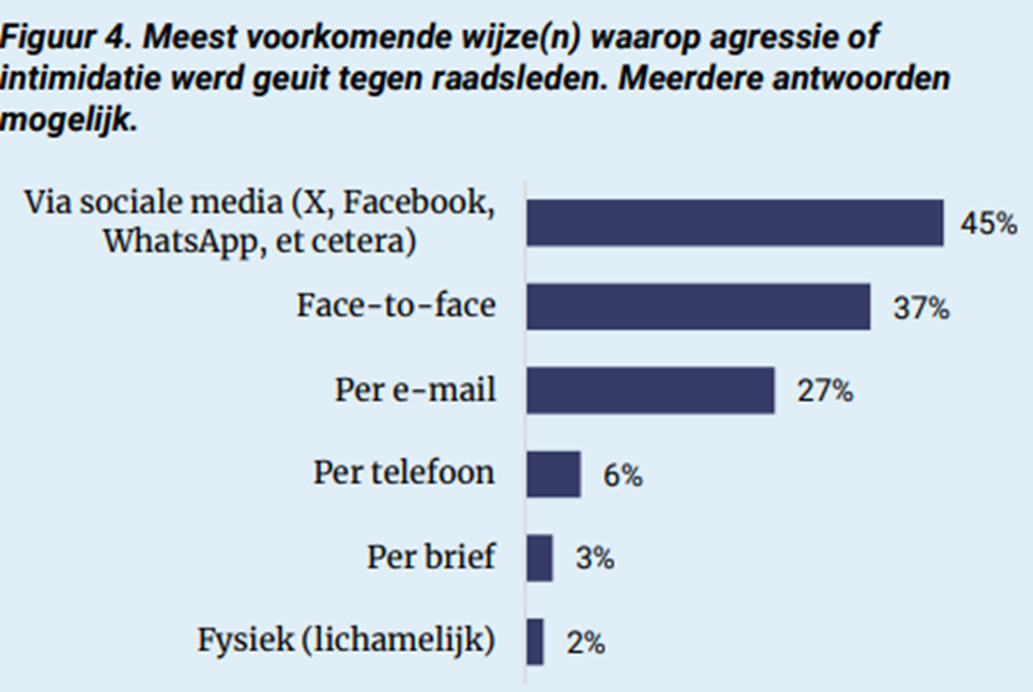 Figuur 4. Meest voorkomende wijze(n) waarop agressie of
intimidatie werd geuit tegen raadsleden. Meerdere antwoorden
mogelijk.
Via sociale media (X, Facebook,
WhatsApp, et cetera)
45%
Face-to-face
37%
Per e-mail
27%
Per telefoon
6%
Per brief
3%
Fysiek (lichamelijk)
2%